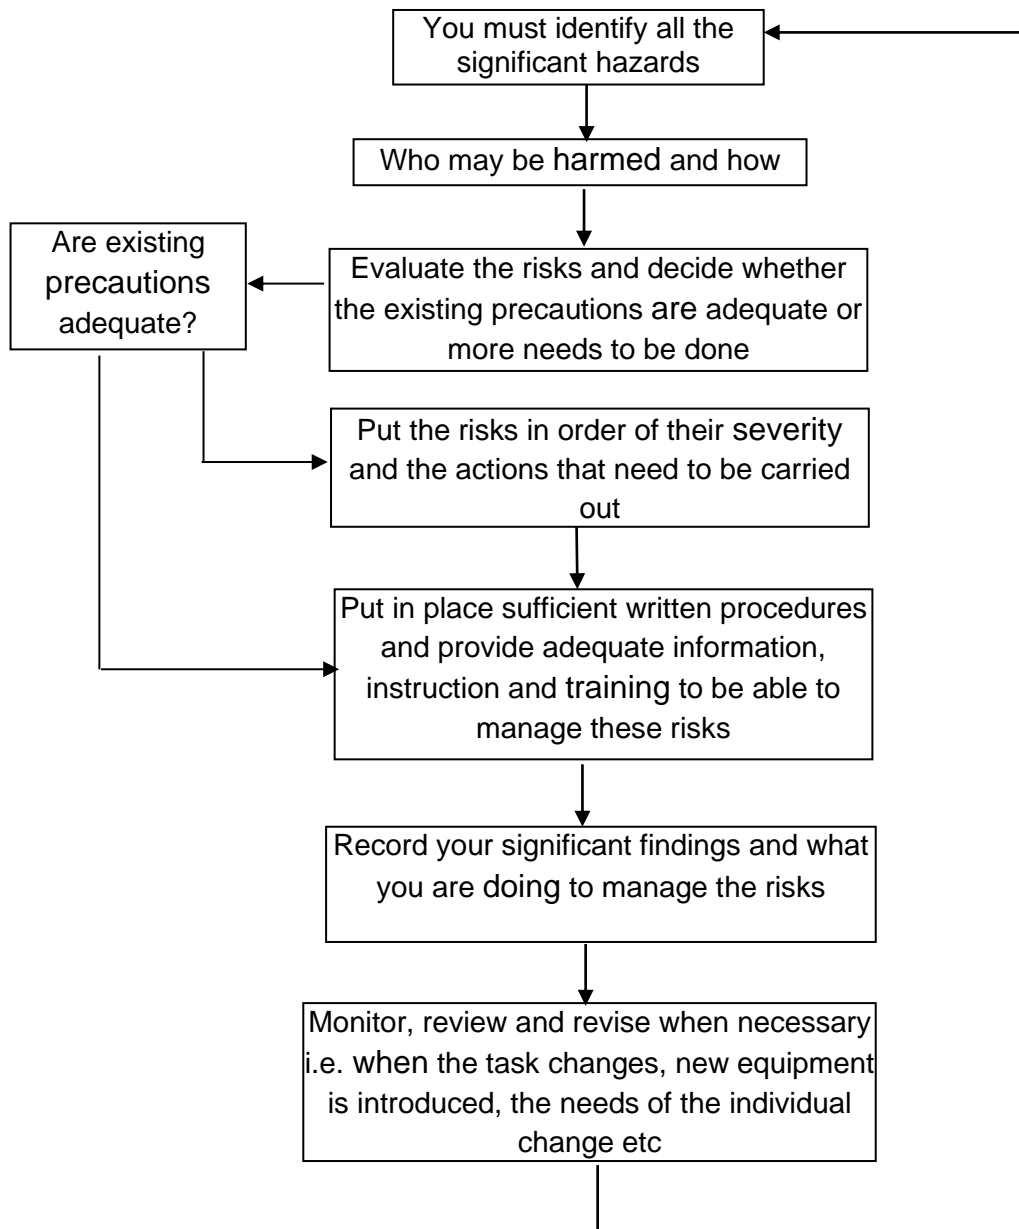 You must identify all the
significant hazards
Who may be harmed and how
Are existing
precautions
adequate?
Evaluate the risks and decide whether
the existing precautions are adequate or
more needs to be done
Put the risks in order of their severity
and the actions that need to be carried
out
Put in place sufficient written procedures
and provide adequate information,
instruction and training to be able to
manage these risks
Record your significant findings and what
you are doing to manage the risks
Monitor, review and revise when necessary
i.e. when the task changes, new equipment
is introduced, the needs of the individual
change etc